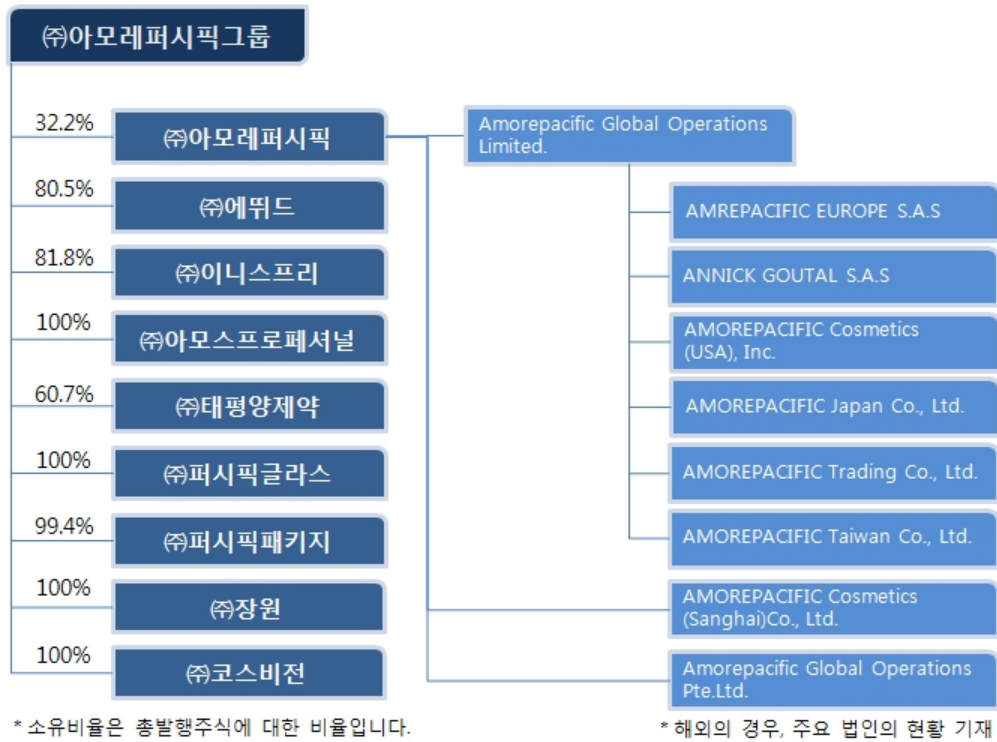 ㈜아모레퍼시픽그룹
32.2%
㈜아모레퍼시픽
80.5%
㈜에뛰드
81.8%
㈜이니스프리
100%
㈜아모스프로페셔널
60.7%
㈜태평양제약
100%
㈜퍼시픽글라스
99.4%
㈜퍼시픽패키지
100%
㈜장원
100%
㈜코스비전
Amorepacific Global Operations
Limited.
AMREPACIFIC EUROPE S.A.S
ANNICK GOUTAL S.A.S
AMOREPACIFIC Cosmetics
(USA), Inc.
AMOREPACIFIC Japan Co., Ltd.
AMOREPACIFIC Trading Co., Ltd.
AMOREPACIFIC Taiwan Co., Ltd.
AMOREPACIFIC Cosmetics
(Sanghai)Co., Ltd.
Amorepacific Global Operations
Pte.Ltd.
* 소유비율은 총발행주식에 대한 비율입니다.
* 해외의 경우, 주요 법인의 현황 기재